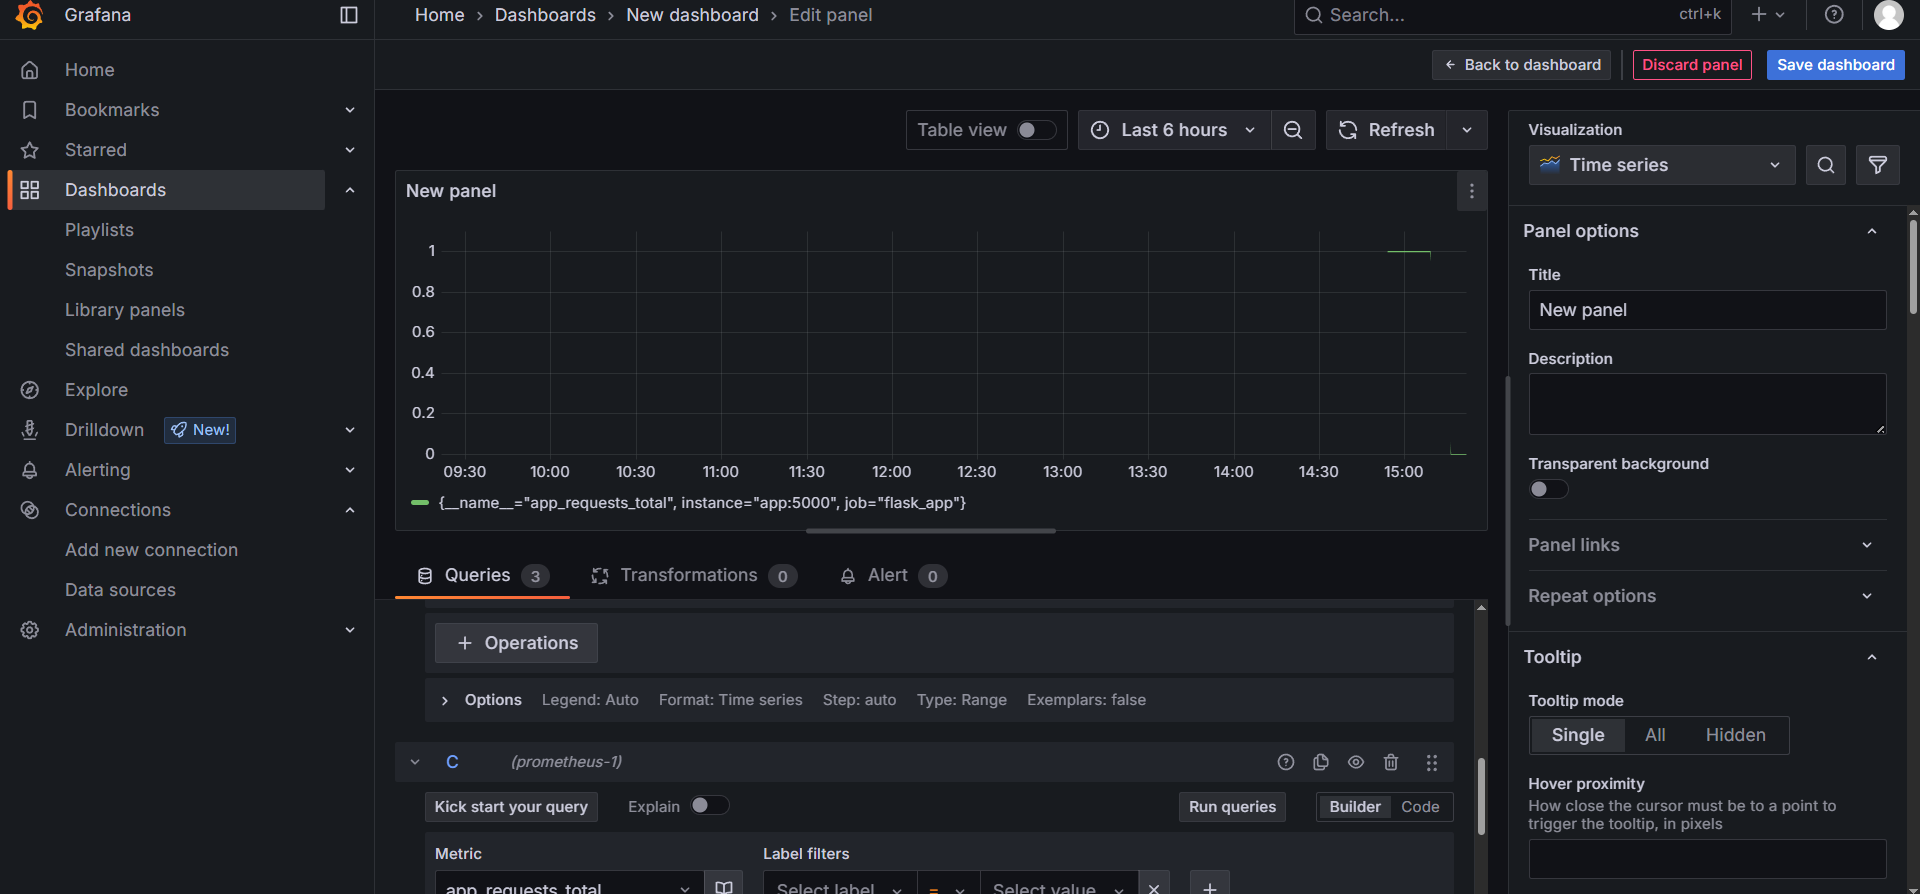 Grafana
Home › Dashboards › New dashboard › Edit panel
Search...
ctrl+k
Back to dashboard
Discard panel
Save dashboard
Home
Bookmarks
Starred
Dashboards
Playlists
Snapshots
Library panels
Shared dashboards
Explore
Drilldown
New!
Alerting
Connections
Add new connection
Data sources
Administration
Table view
Last 6 hours
Refresh
New panel
1
0.8
0.6
0.4
0.2
0
09:30 10:00 10:30 11:00 11:30 12:00 12:30 13:00 13:30 14:00 14:30 15:00
{__name__="app_requests_total", instance="app:5000", job="flask_app"}
Queries 3
Transformations 0
Alert 0
+ Operations
Options Legend: Auto Format: Time series Step: auto Type: Range Exemplars: false
C (prometheus-1)
Kick start your query
Explain
Run queries
Builder Code
Metric
Label filters
app_requests_total
Select label = Select value
Visualization
Time series
Panel options
Title
New panel
Description
Transparent background
Panel links
Repeat options
Tooltip
Tooltip mode
Single All Hidden
Hover proximity
How close the cursor must be to a point to
trigger the tooltip, in pixels